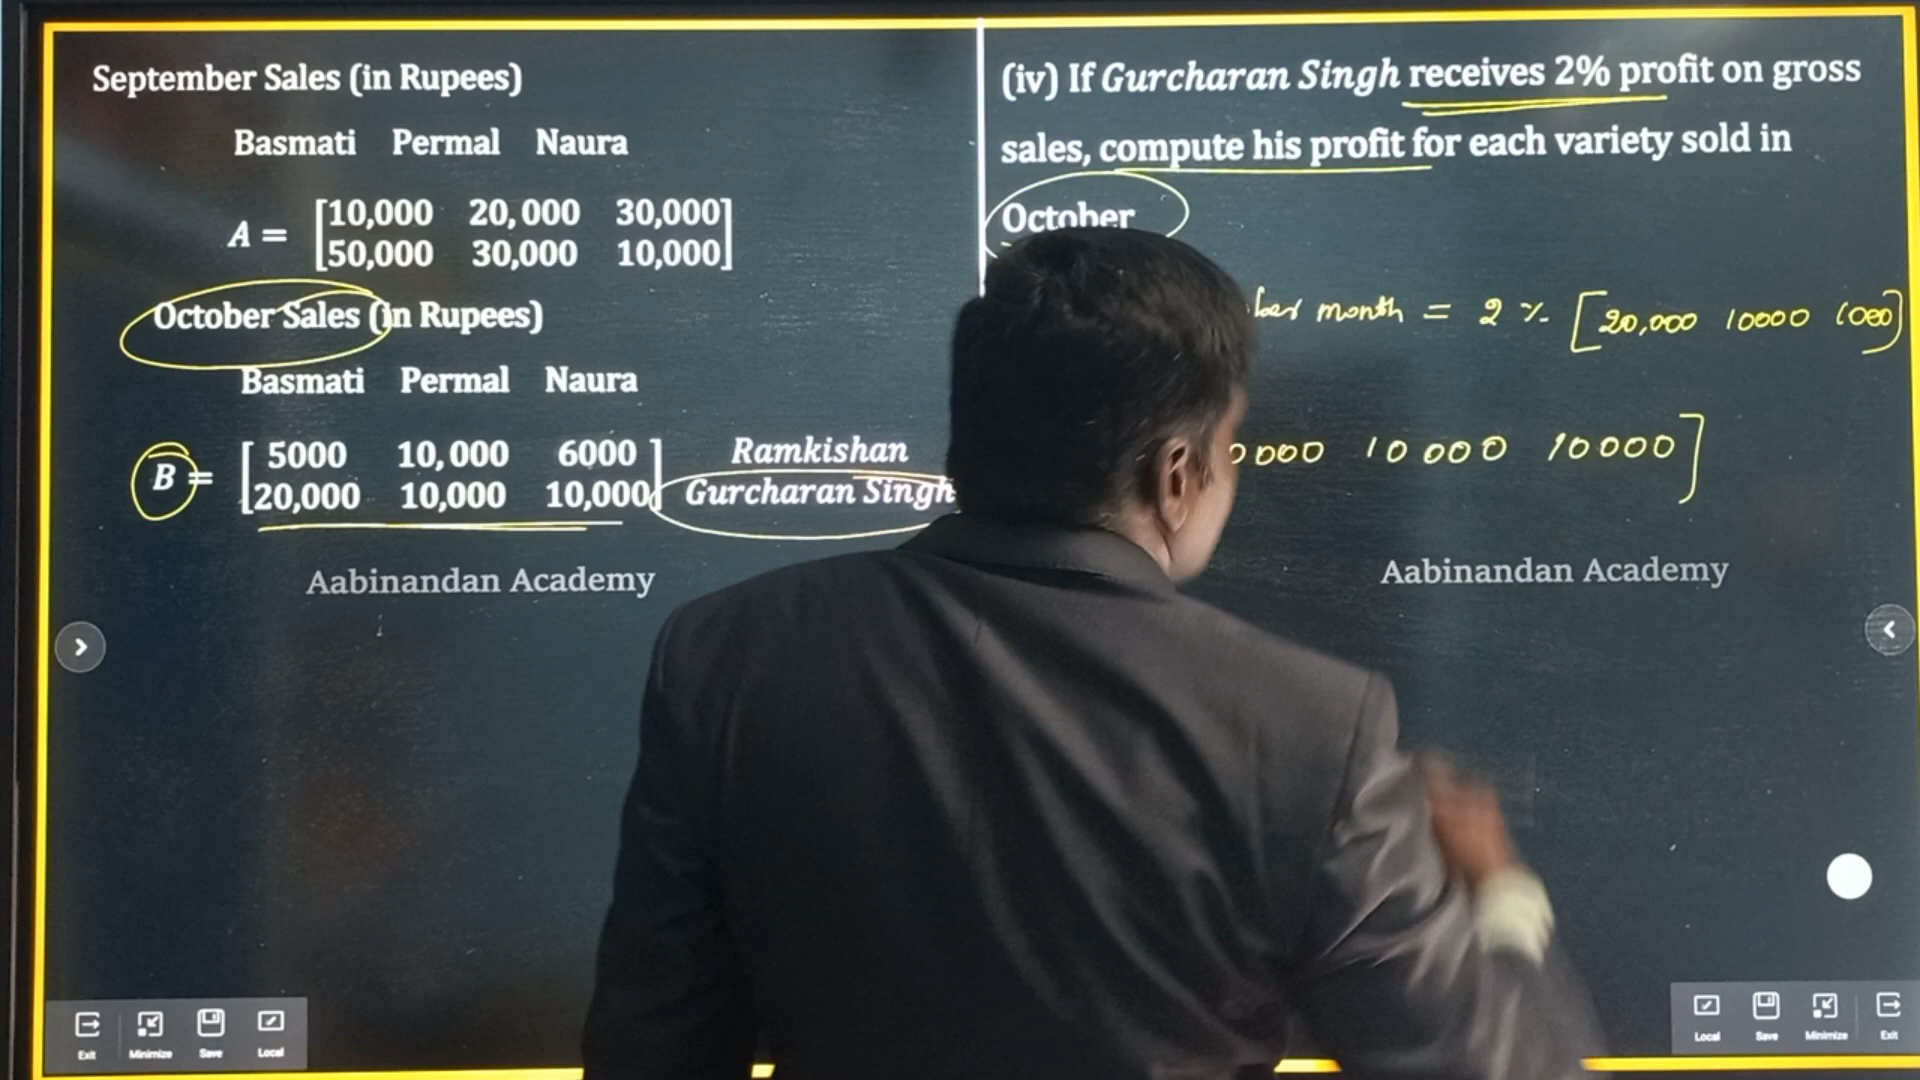 September Sales (in Rupees)
Basmati Permal Naura
A = [10,000 20,000 30,000]
[50,000 30,000 10,000]
October Sales (in Rupees)
Basmati Permal Naura
B = [5000 10,000 6000] Ramkishan
[20,000 10,000 10,000] Gurcharan Singh
Aabinandan Academy
(iv) If Gurcharan Singh receives 2% profit on gross
sales, compute his profit for each variety sold in
October
month = 2 % [20,000 10000 1000]
0000 10000 10000]
Aabinandan Academy
Exit Minimize Save Local
Local Save Minimize Exit